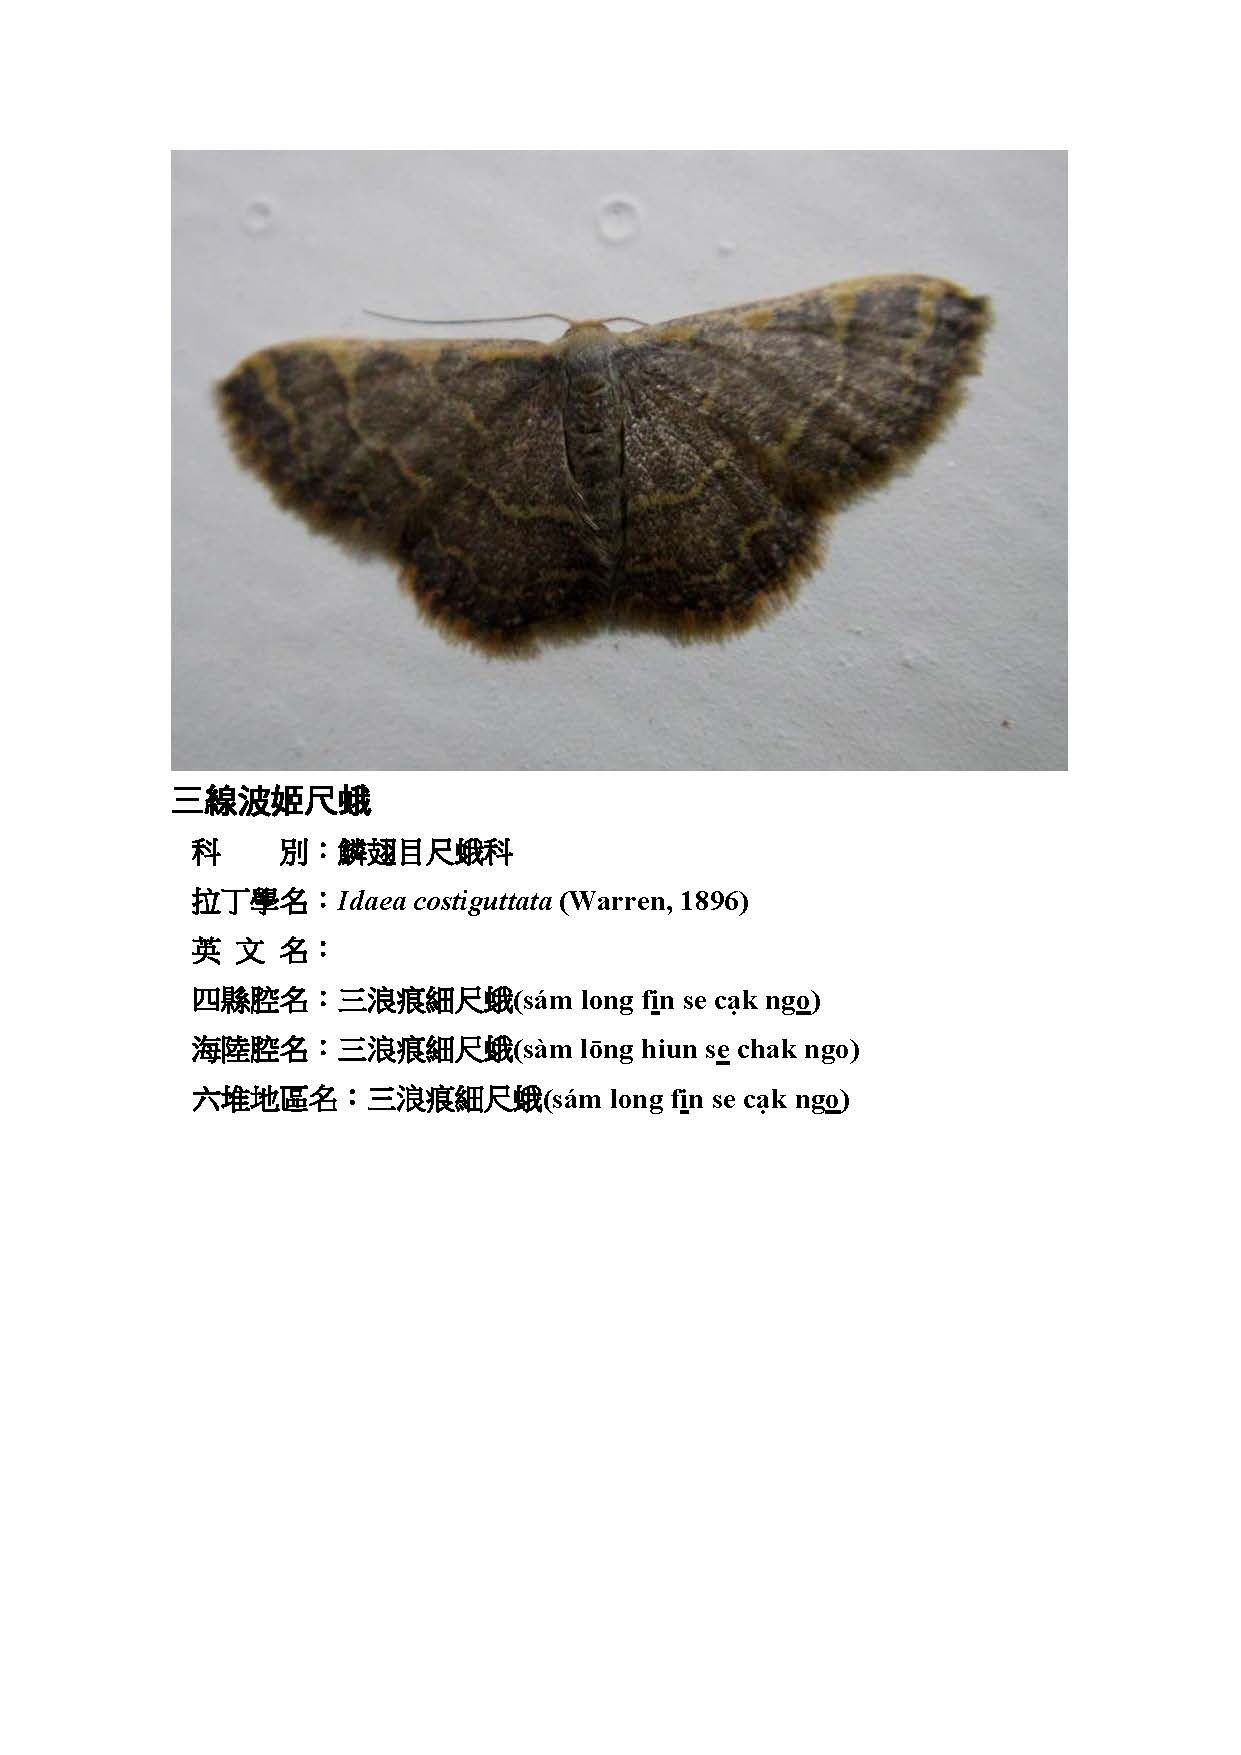 三線波姬尺蛾
科　　別：鱗翅目尺蛾科
拉丁學名：Idaea costiguttata (Warren, 1896)
英 文 名：
四縣腔名：三浪痕細尺蛾(sám long fi̲n se cạk ngo̲)
海陸腔名：三浪痕細尺蛾(sàm lōng hiun se̲ chak ngo)
六堆地區名：三浪痕細尺蛾(sám long fi̲n se cạk ngo̲)